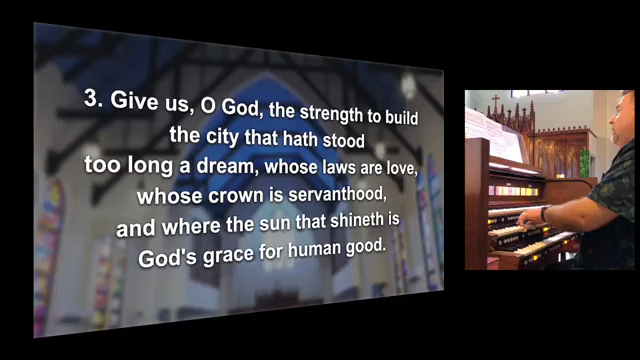 3. Give us, O God, the strength to build
the city that hath stood
too long a dream, whose laws are love,
whose crown is servanthood,
and where the sun that shineth is
God's grace for human good.